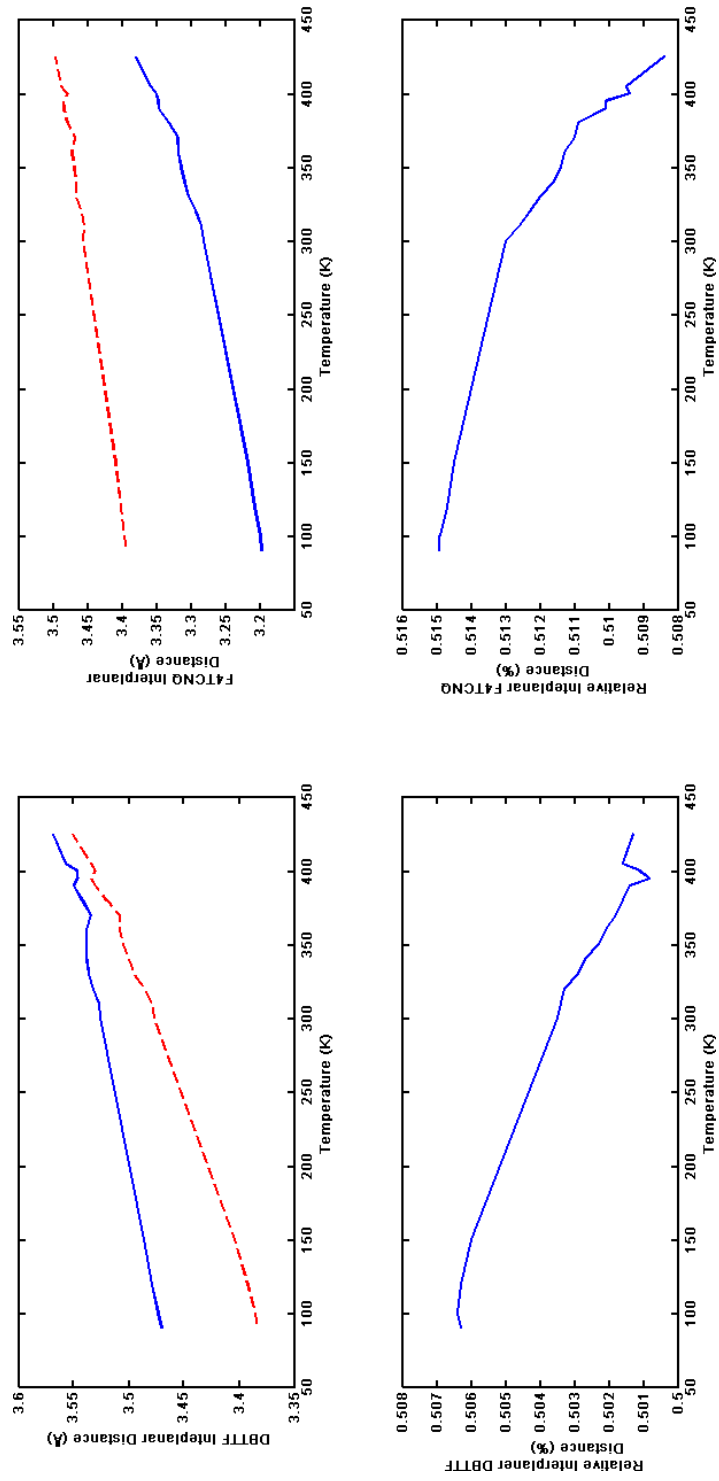 DBTTF Inteplanar Distance (Å)
3.6
3.55
3.5
3.45
3.4
3.35
50 100 150 200 250 300 350 400 450
Temperature (K)
F4TCNQ Interplanar
Distance (Å)
3.55
3.5
3.45
3.4
3.35
3.3
3.25
3.2
50 100 150 200 250 300 350 400 450
Temperature (K)
Relative Interplaner DBTTF
Distance (%)
0.508
0.507
0.506
0.505
0.504
0.503
0.502
0.501
0.5
50 100 150 200 250 300 350 400 450
Temperature (K)
Relative Inteplanar F4TCNQ
Distance (%)
0.516
0.515
0.514
0.513
0.512
0.511
0.51
0.509
0.508
50 100 150 200 250 300 350 400 450
Temperature (K)